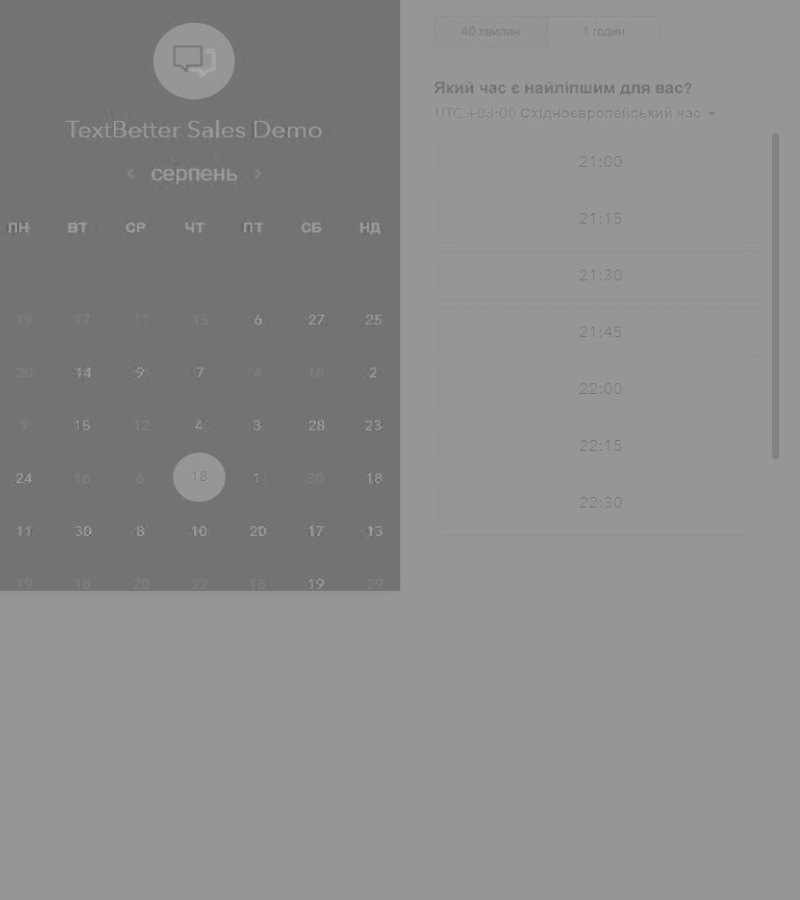 TextBetter Sales Demo
серпень
ПН ВТ СР ЧТ ПТ СБ НД
19 17 11 15 6 27 25
20 14 9 7 4 18 2
9 15 12 4 3 28 23
24 16 6 18 1 30 18
11 30 8 10 20 17 13
19 18 20 22 18 19 29
40 хвилин 1 годин
Який час є найліпшим для вас?
UTC +03:00 Східноєвропейський час
21:00
21:15
21:30
21:45
22:00
22:15
22:30